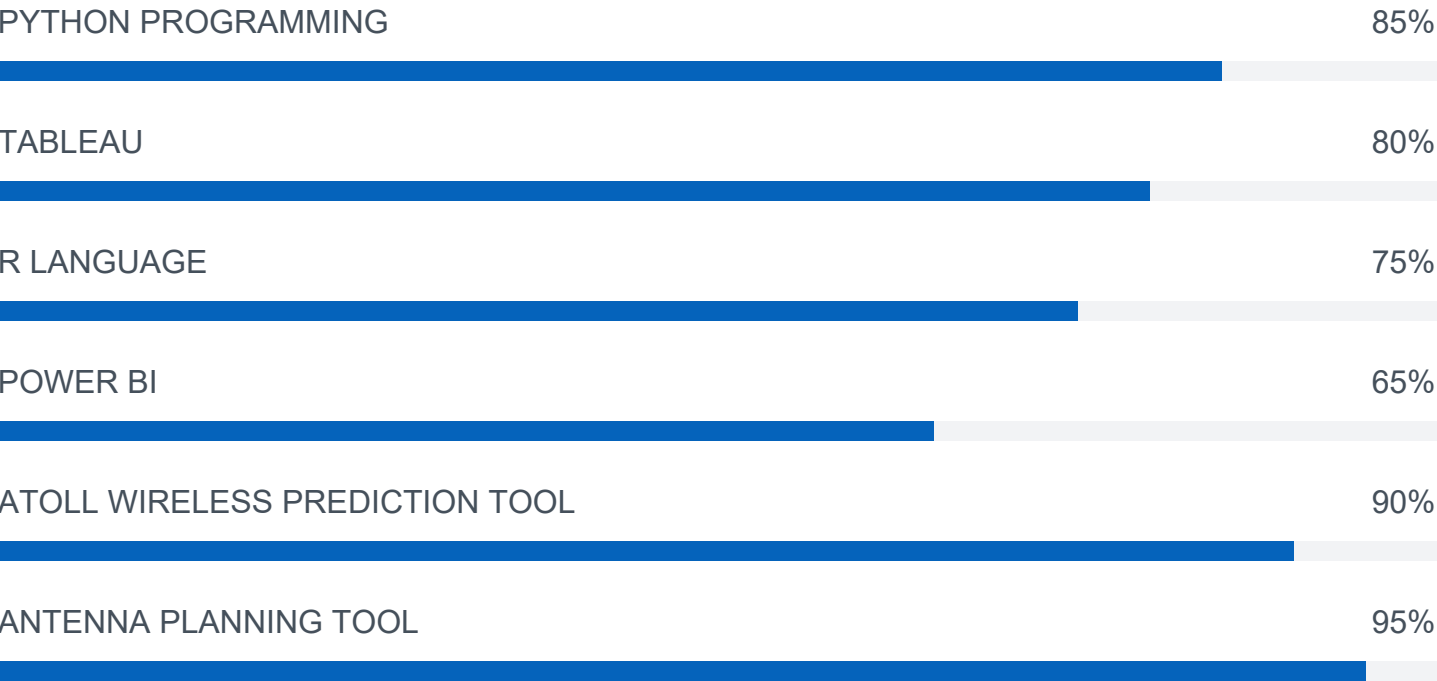 PYTHON PROGRAMMING 85%
TABLEAU 80%
R LANGUAGE 75%
POWER BI 65%
ATOLL WIRELESS PREDICTION TOOL 90%
ANTENNA PLANNING TOOL 95%